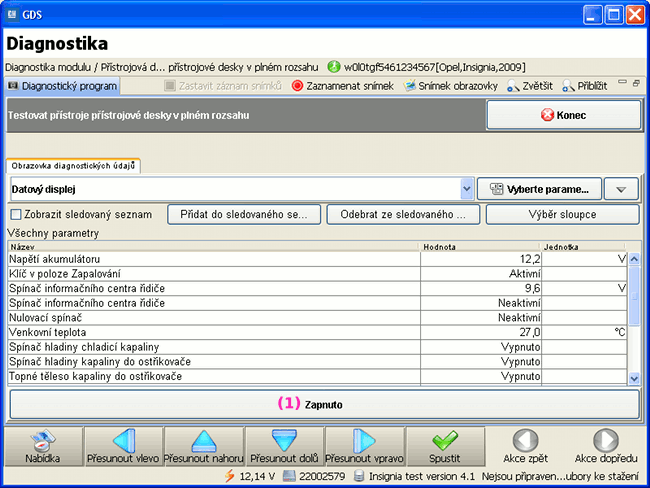 GDS
Diagnostika
Diagnostika modulu / Přístrojová d... přístrojové desky v plném rozsahu w0l0tgf5461234567[Opel,Insignia,2009]
Diagnostický program Zastavit záznam snímků Zaznamenat snímek Snímek obrazovky Zvětšit Přiblížit
Testovat přístroje přístrojové desky v plném rozsahu Konec
Obrazovka diagnostických údajů
Datový displej Vyberte parame...
Zobrazit sledovaný seznam Přidat do sledovaného se... Odebrat ze sledovaného ... Výběr sloupce
Všechny parametry
Název Hodnota Jednotka
Napětí akumulátoru 12,2 V
Klíč v poloze Zapalování Aktivní
Spínač informačního centra řidiče 9,6 V
Spínač informačního centra řidiče Neaktivní
Nulovací spínač Neaktivní
Venkovní teplota 27,0 °C
Spínač hladiny chladicí kapaliny Vypnuto
Spínač hladiny kapaliny do ostřikovače Vypnuto
Topné těleso kapaliny do ostřikovače Vypnuto
(1) Zapnuto
Nabídka Přesunout vlevo Přesunout nahoru Přesunout dolů Přesunout vpravo Spustit Akce zpět Akce dopředu
12,14 V 22002579 Insignia test version 4.1 Nejsou připraven...ubory ke stažení